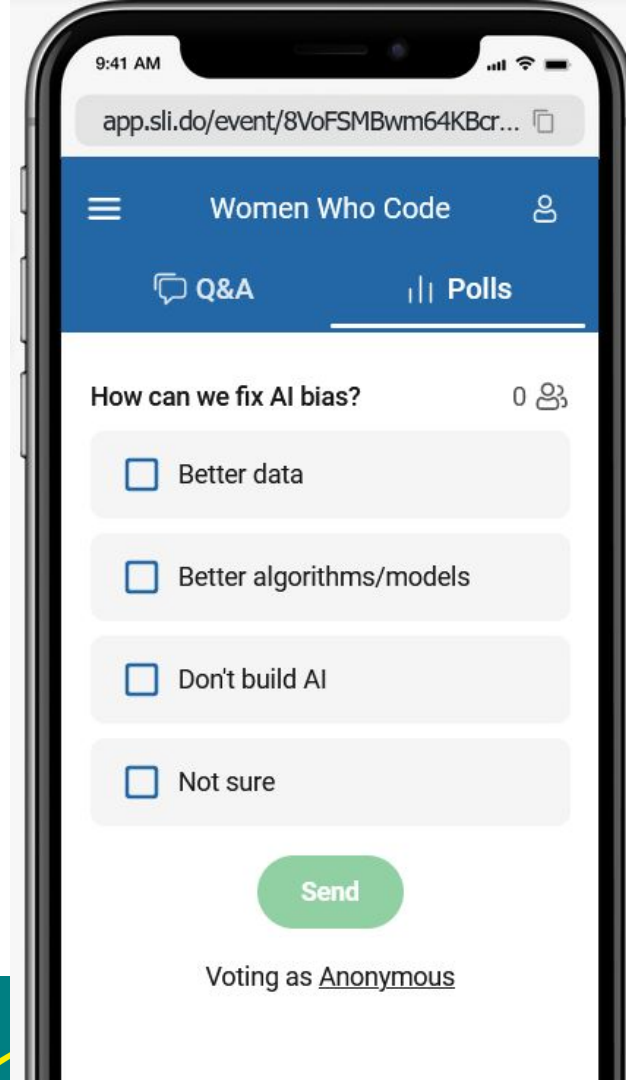 9:41 AM
app.sli.do/event/8VoFSMBwm64KBcr...
Women Who Code
Q&A
Polls
How can we fix AI bias?
0
Better data
Better algorithms/models
Don't build AI
Not sure
Send
Voting as Anonymous